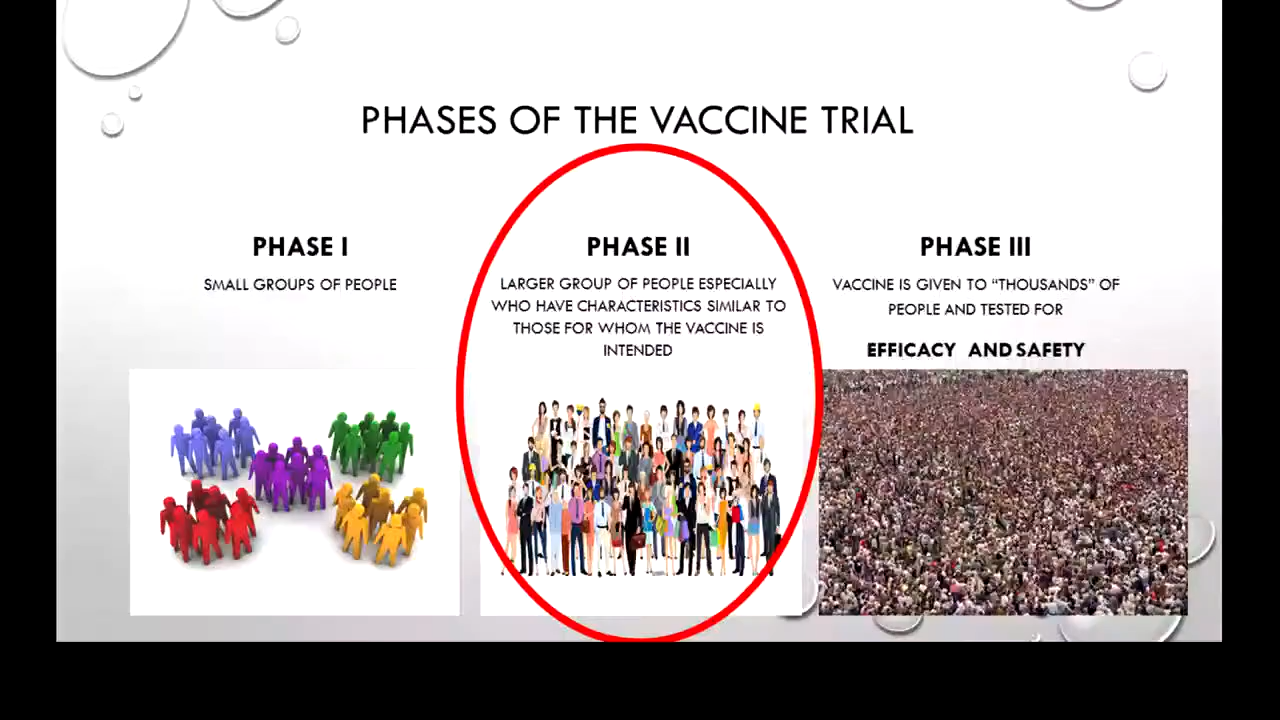 PHASES OF THE VACCINE TRIAL
PHASE I
SMALL GROUPS OF PEOPLE
PHASE II
LARGER GROUP OF PEOPLE ESPECIALLY
WHO HAVE CHARACTERISTICS SIMILAR TO
THOSE FOR WHOM THE VACCINE IS
INTENDED
PHASE III
VACCINE IS GIVEN TO “THOUSANDS” OF
PEOPLE AND TESTED FOR
EFFICACY AND SAFETY